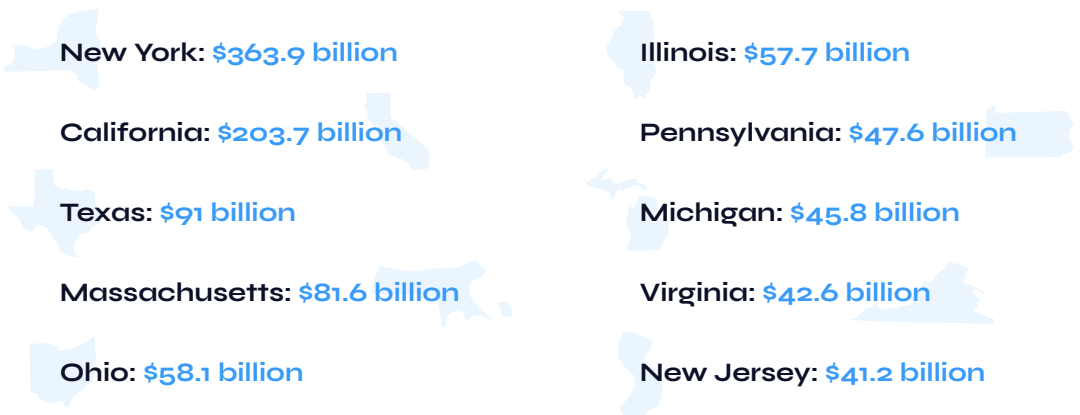 New York: $363.9 billion
California: $203.7 billion
Texas: $91 billion
Massachusetts: $81.6 billion
Ohio: $58.1 billion
Illinois: $57.7 billion
Pennsylvania: $47.6 billion
Michigan: $45.8 billion
Virginia: $42.6 billion
New Jersey: $41.2 billion